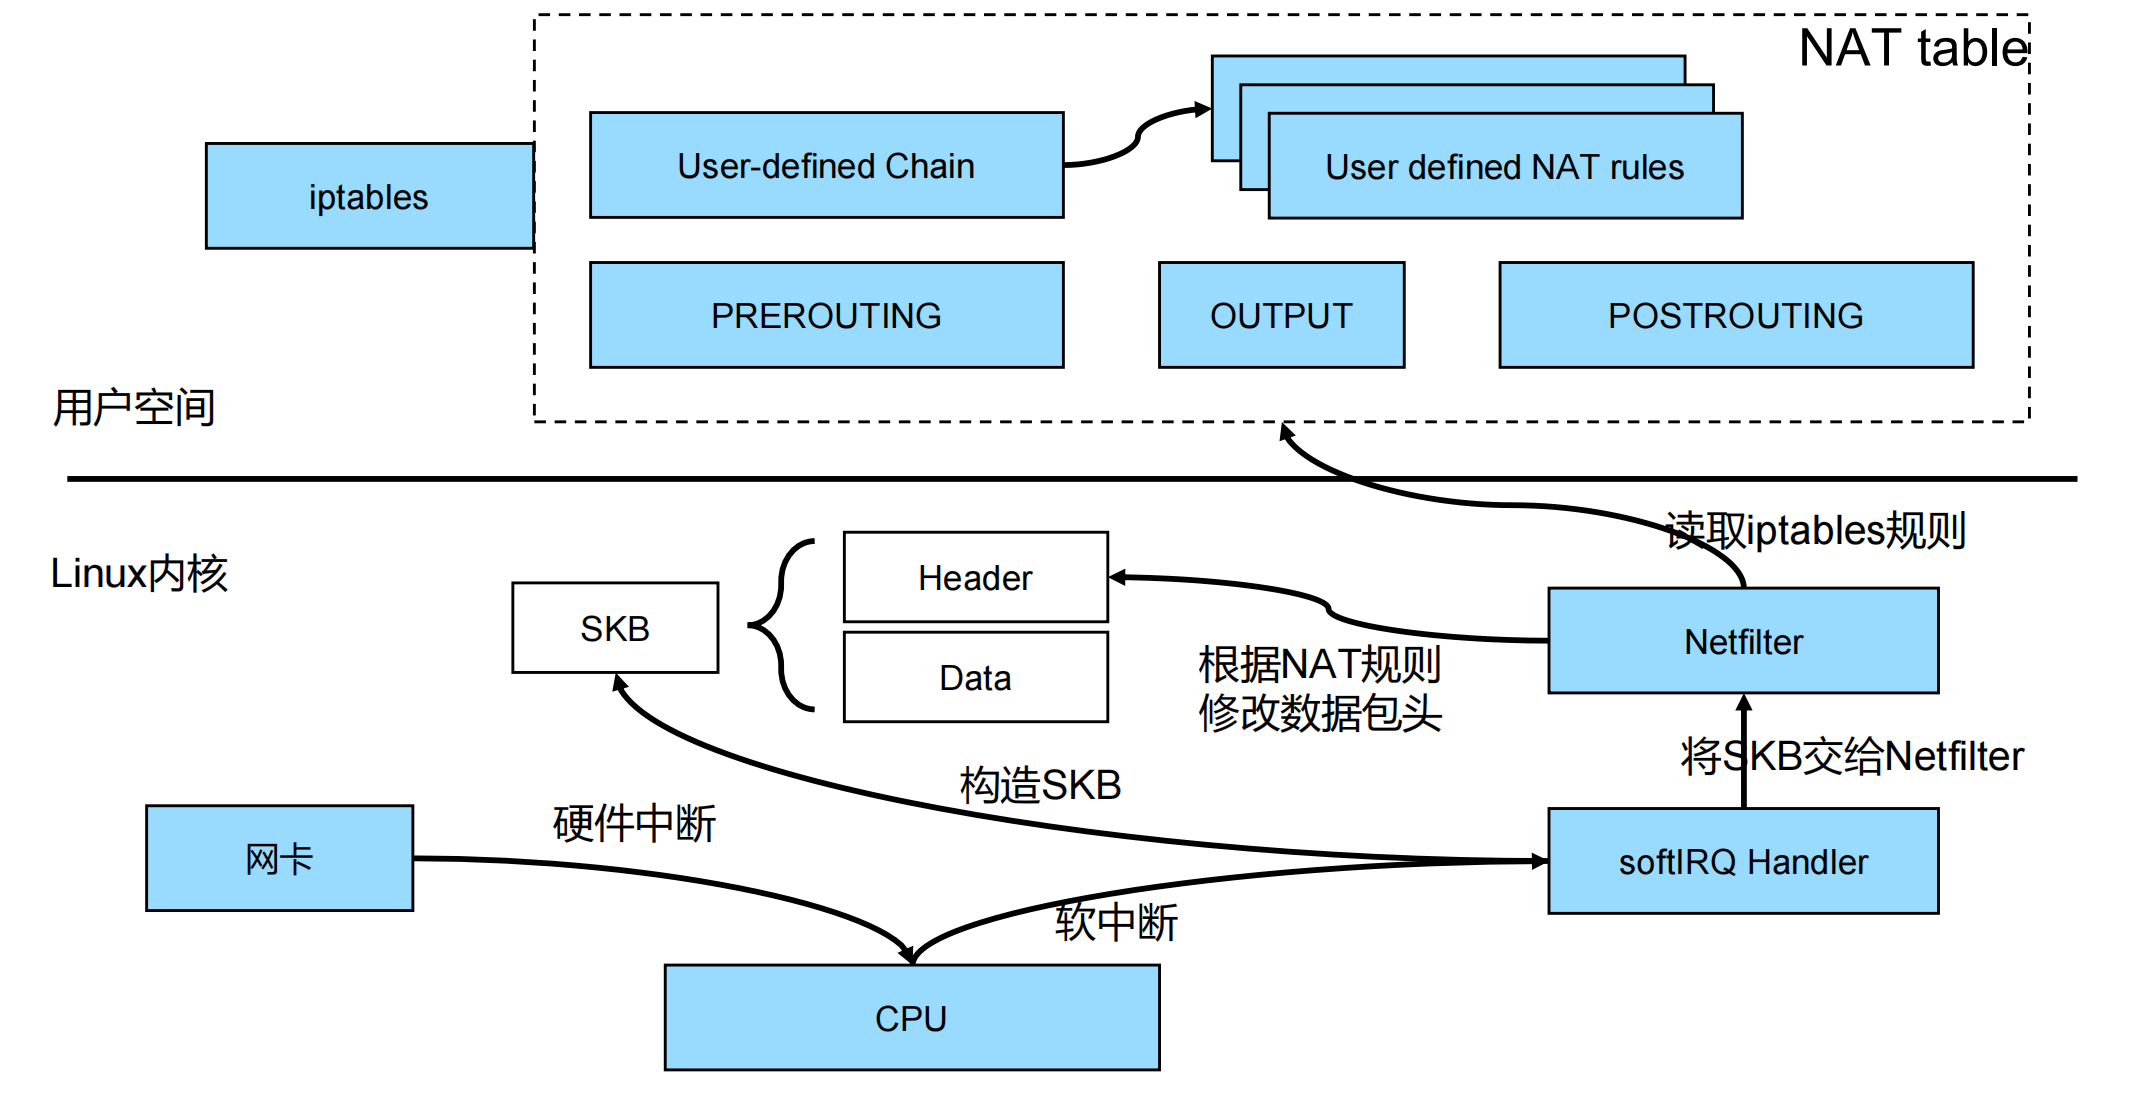 NAT table
User-defined Chain
User defined NAT rules
iptables
PREROUTING
OUTPUT
POSTROUTING
用户空间
读取iptables规则
Linux内核
Header
SKB
Netfilter
Data
根据NAT规则
修改数据包头
将SKB交给Netfilter
构造SKB
硬件中断
网卡
softIRQ Handler
软中断
CPU